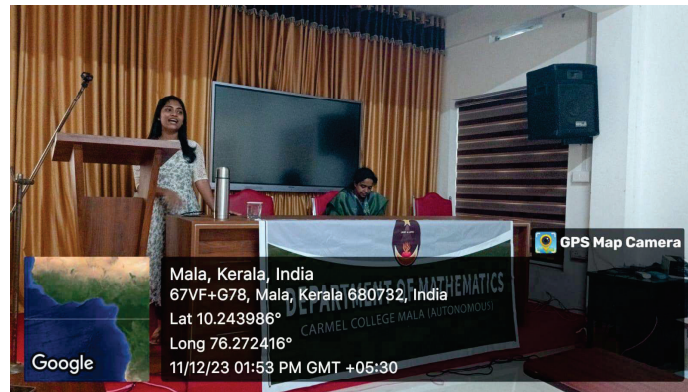 GPS Map Camera
DEPARTMENT OF MATHEMATICS
CARMEL COLLEGE MALA (AUTONOMOUS)
Mala, Kerala, India
67VF+G78, Mala, Kerala 680732, India
Lat 10.243986°
Long 76.272416°
11/12/23 01:53 PM GMT +05:30
Google